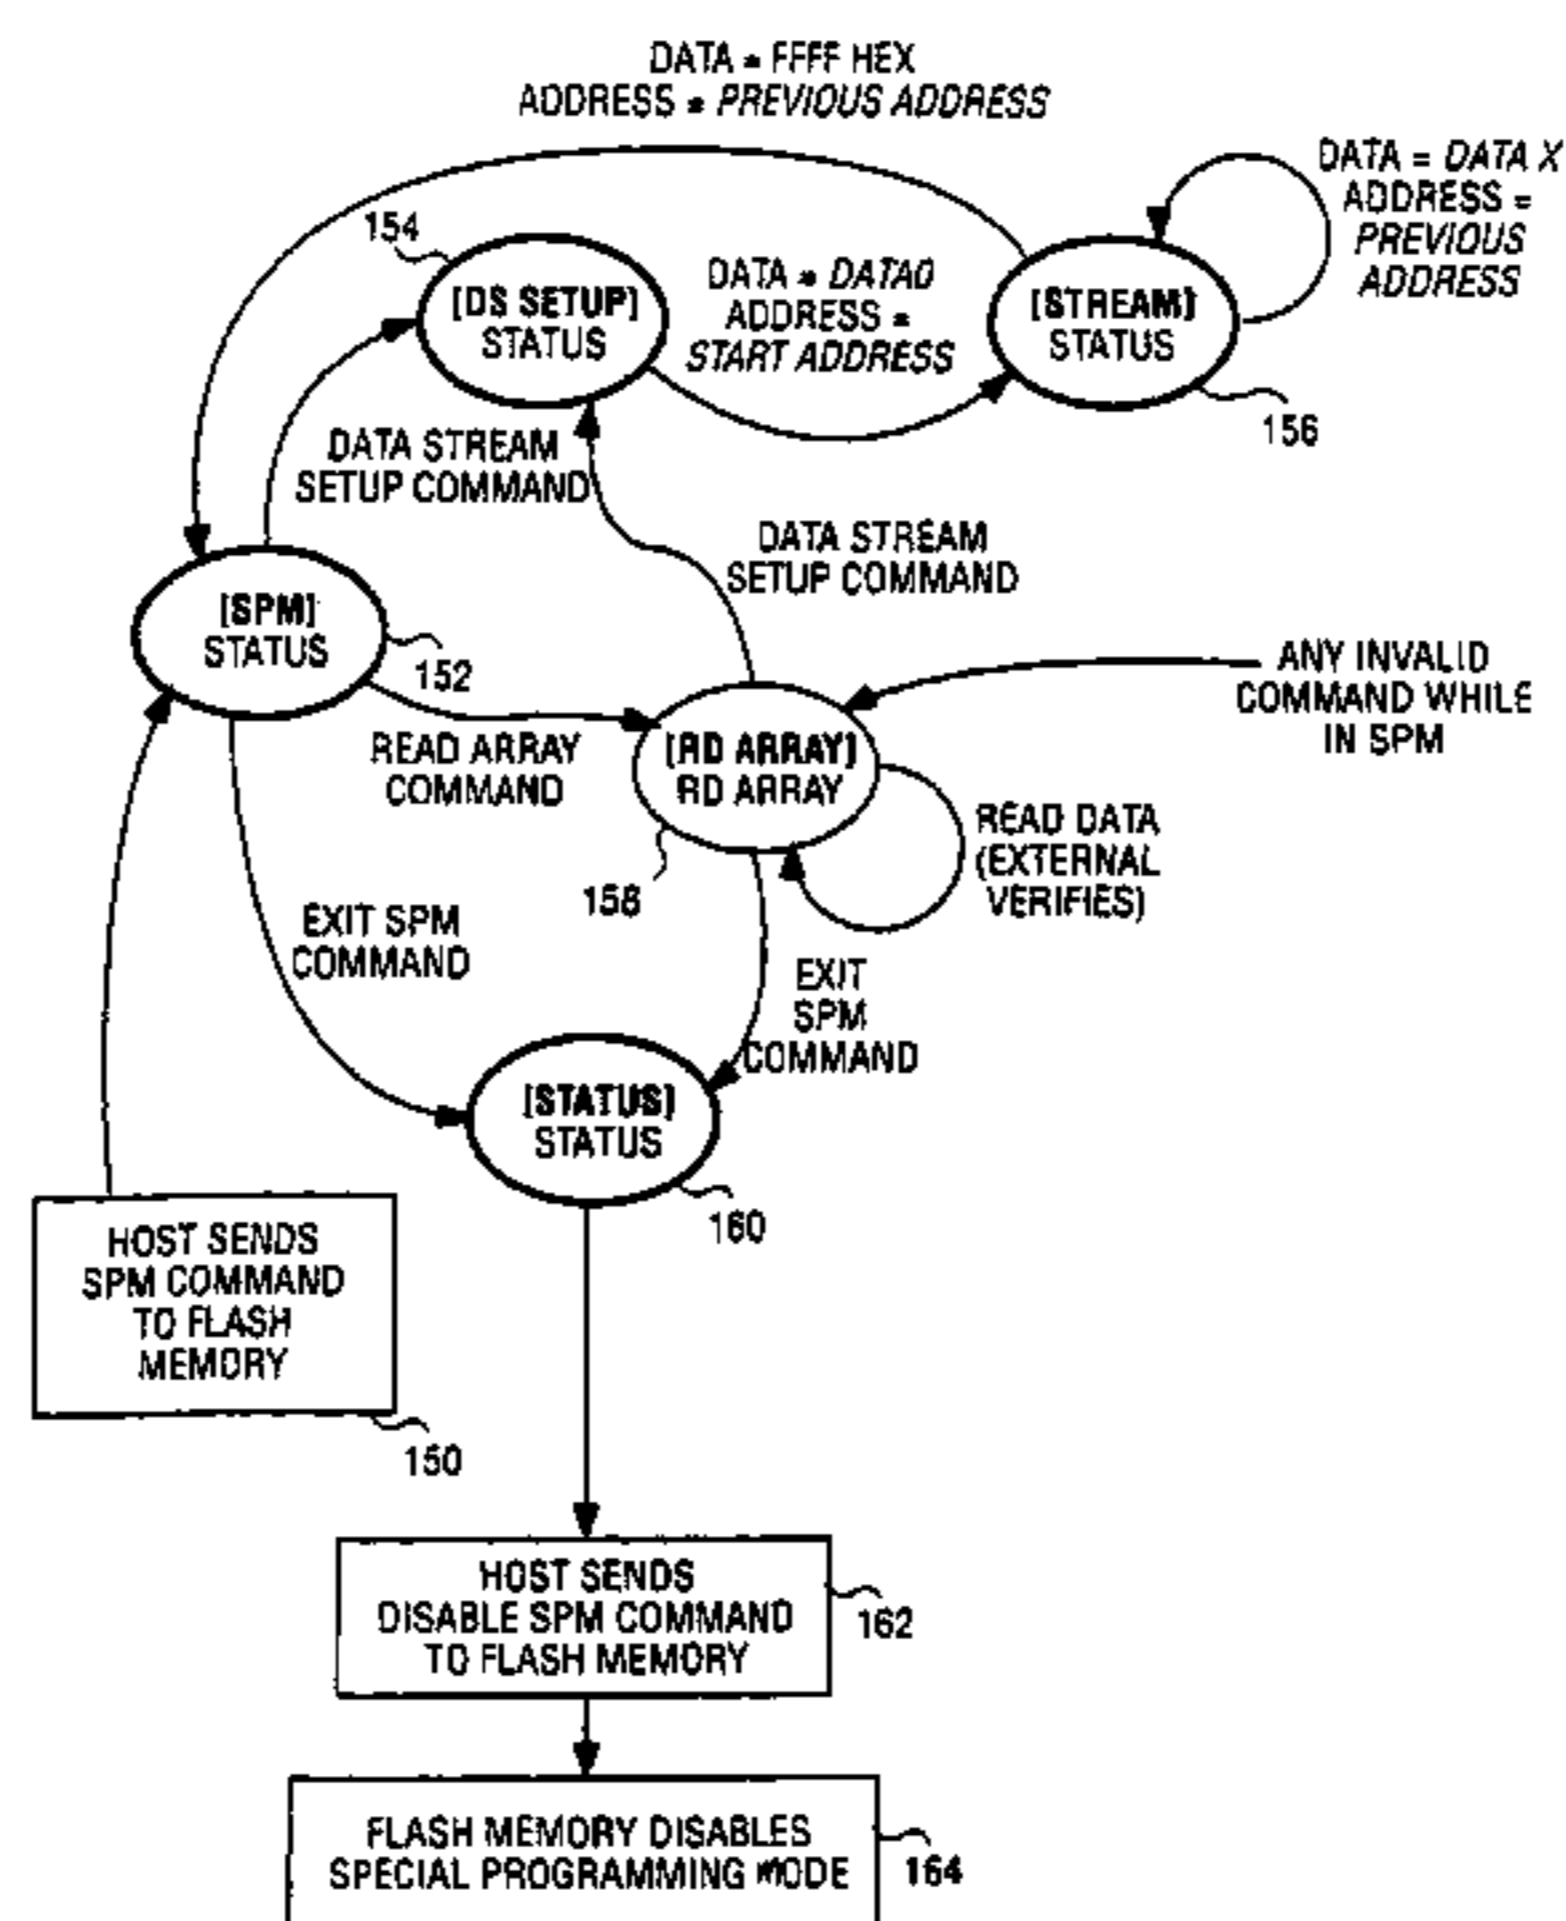 DATA = FFFF HEX
ADDRESS = PREVIOUS ADDRESS
DATA = DATA X
ADDRESS =
PREVIOUS
ADDRESS
154
[DS SETUP]
STATUS
DATA = DATA0
ADDRESS =
START ADDRESS
[STREAM]
STATUS
156
DATA STREAM
SETUP COMMAND
DATA STREAM
SETUP COMMAND
[SPM]
STATUS
152
ANY INVALID
COMMAND WHILE
IN SPM
READ ARRAY
COMMAND
[RD ARRAY]
RD ARRAY
158
READ DATA
(EXTERNAL
VERIFIES)
EXIT SPM
COMMAND
EXIT
SPM
COMMAND
[STATUS]
STATUS
160
HOST SENDS
SPM COMMAND
TO FLASH
MEMORY
150
HOST SENDS
DISABLE SPM COMMAND
TO FLASH MEMORY
162
FLASH MEMORY DISABLES
SPECIAL PROGRAMMING MODE
164